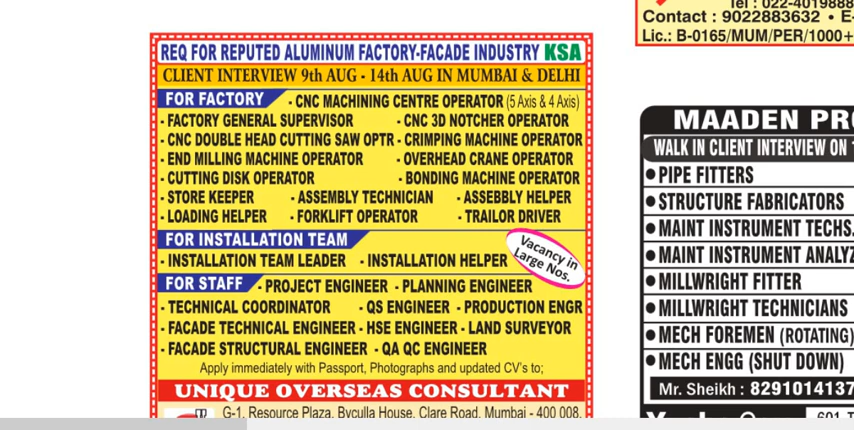 REQ FOR REPUTED ALUMINUM FACTORY-FACADE INDUSTRY KSA
CLIENT INTERVIEW 9th AUG - 14th AUG IN MUMBAI & DELHI
FOR FACTORY - CNC MACHINING CENTRE OPERATOR (5 Axis & 4 Axis)
- FACTORY GENERAL SUPERVISOR - CNC 3D NOTCHER OPERATOR
- CNC DOUBLE HEAD CUTTING SAW OPTR - CRIMPING MACHINE OPERATOR
- END MILLING MACHINE OPERATOR - OVERHEAD CRANE OPERATOR
- CUTTING DISK OPERATOR - BONDING MACHINE OPERATOR
- STORE KEEPER - ASSEMBLY TECHNICIAN - ASSEBBLY HELPER
- LOADING HELPER - FORKLIFT OPERATOR - TRAILOR DRIVER
FOR INSTALLATION TEAM
- INSTALLATION TEAM LEADER - INSTALLATION HELPER
Vacancy in
Large Nos.
FOR STAFF - PROJECT ENGINEER - PLANNING ENGINEER
- TECHNICAL COORDINATOR - QS ENGINEER - PRODUCTION ENGR
- FACADE TECHNICAL ENGINEER - HSE ENGINEER - LAND SURVEYOR
- FACADE STRUCTURAL ENGINEER - QA QC ENGINEER
Apply immediately with Passport, Photographs and updated CV's to;
UNIQUE OVERSEAS CONSULTANT
G-1, Resource Plaza, Byculla House, Clare Road, Mumbai - 400 008.
Tel : 022-4019888
Contact : 9022883632 • E-
Lic.: B-0165/MUM/PER/1000+
MAADEN PR
WALK IN CLIENT INTERVIEW ON
• PIPE FITTERS
• STRUCTURE FABRICATORS
• MAINT INSTRUMENT TECHS.
• MAINT INSTRUMENT ANALYZ
• MILLWRIGHT FITTER
• MILLWRIGHT TECHNICIANS
• MECH FOREMEN (ROTATING)
• MECH ENGG (SHUT DOWN)
Mr. Sheikh : 8291014137